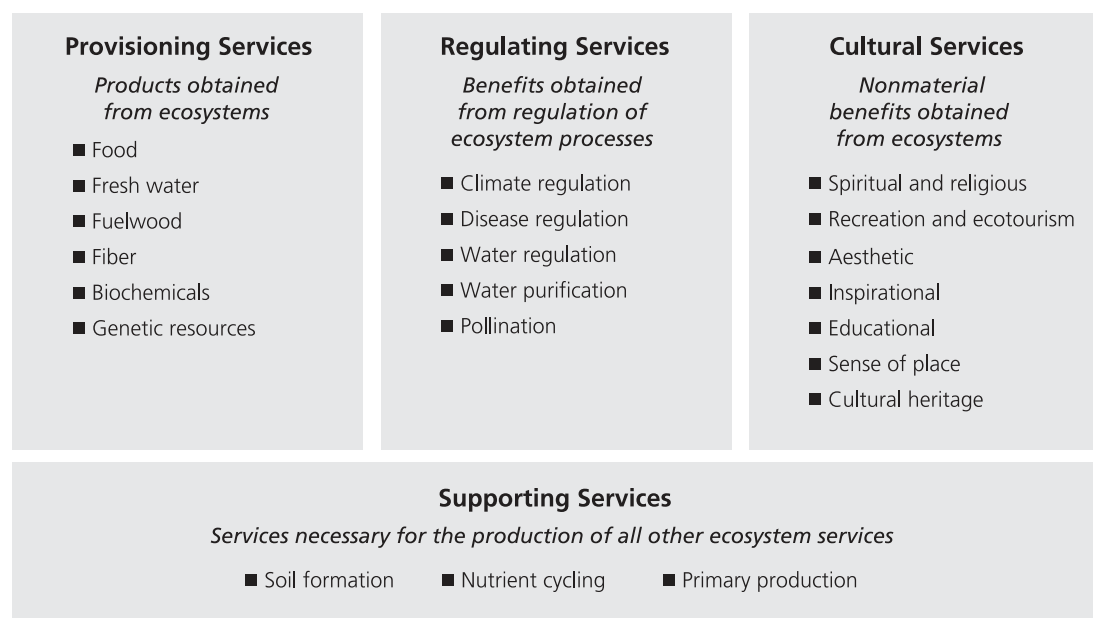 Provisioning Services
Products obtained
from ecosystems
■ Food
■ Fresh water
■ Fuelwood
■ Fiber
■ Biochemicals
■ Genetic resources
Regulating Services
Benefits obtained
from regulation of
ecosystem processes
■ Climate regulation
■ Disease regulation
■ Water regulation
■ Water purification
■ Pollination
Cultural Services
Nonmaterial
benefits obtained
from ecosystems
■ Spiritual and religious
■ Recreation and ecotourism
■ Aesthetic
■ Inspirational
■ Educational
■ Sense of place
■ Cultural heritage
Supporting Services
Services necessary for the production of all other ecosystem services
■ Soil formation ■ Nutrient cycling ■ Primary production